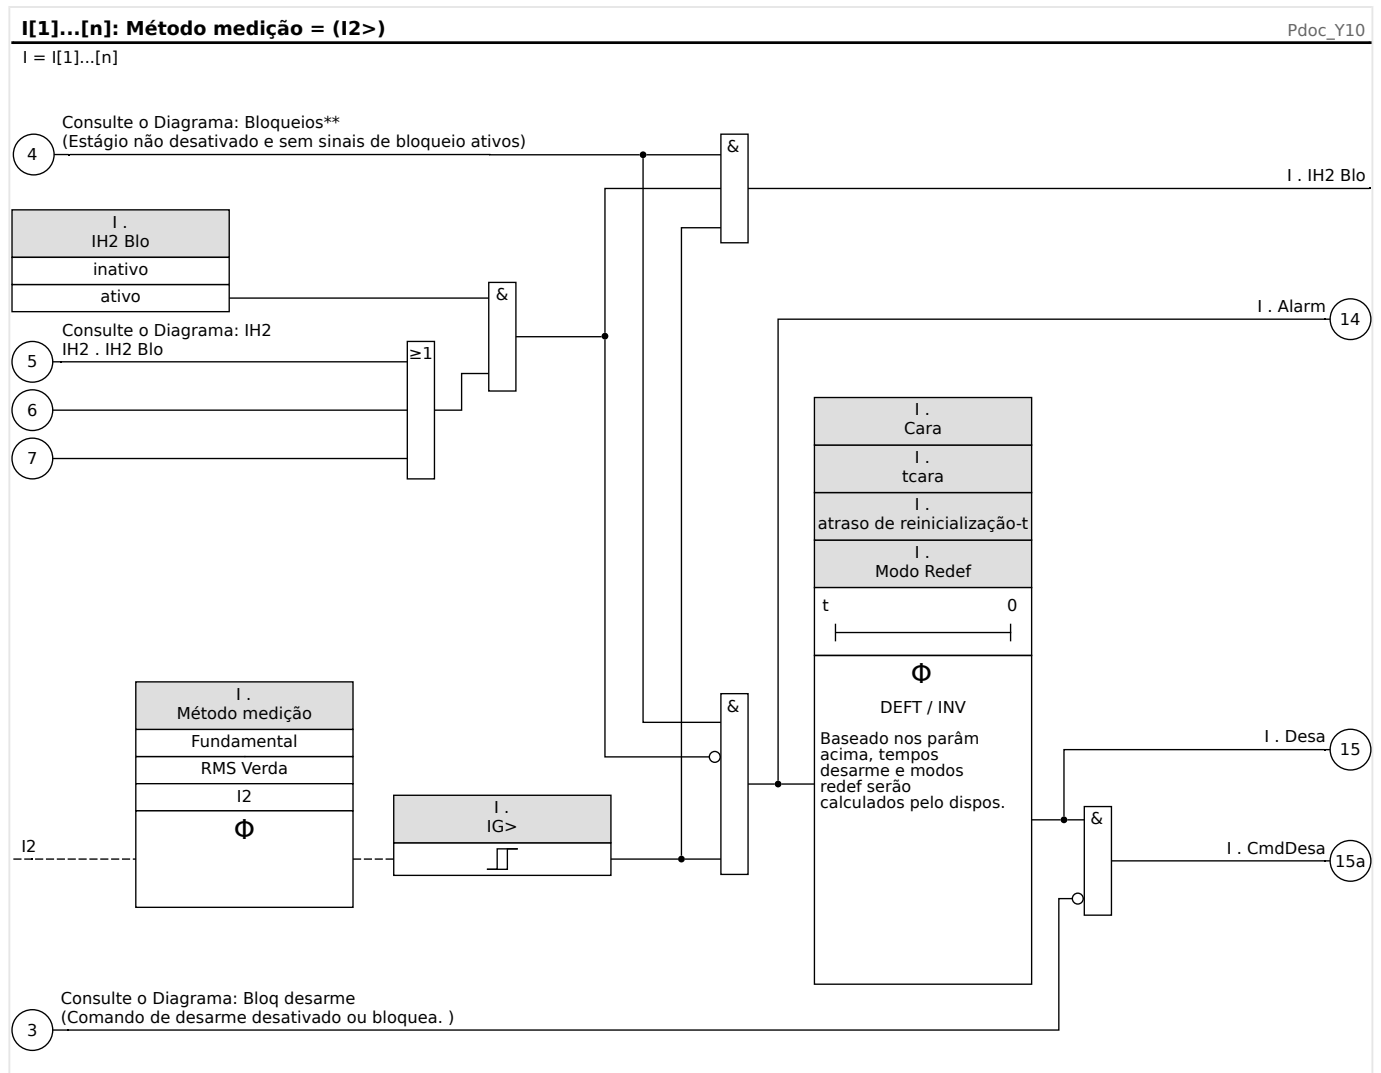 I[1]...[n]: Método medição = (I2>)
Pdoc_Y10
I = I[1]...[n]
Consulte o Diagrama: Bloqueios**
(Estágio não desativado e sem sinais de bloqueio ativos)
4
&
I . IH2 Blo
I .
IH2 Blo
inativo
ativo
&
I . Alarm
14
Consulte o Diagrama: IH2
IH2 . IH2 Blo
5
≥1
6
7
I .
Cara
I .
tcara
I .
atraso de reinicialização-t
I .
Modo Redef
t 0
Φ
DEFT / INV
Baseado nos parâm
acima, tempos
desarme e modos
redef serão
calculados pelo dispos.
I .
Método medição
Fundamental
RMS Verda
I2
Φ
&
I . Desa
15
I2
I .
IG>
&
I . CmdDesa
15a
Consulte o Diagrama: Bloq desarme
(Comando de desarme desativado ou bloquea. )
3